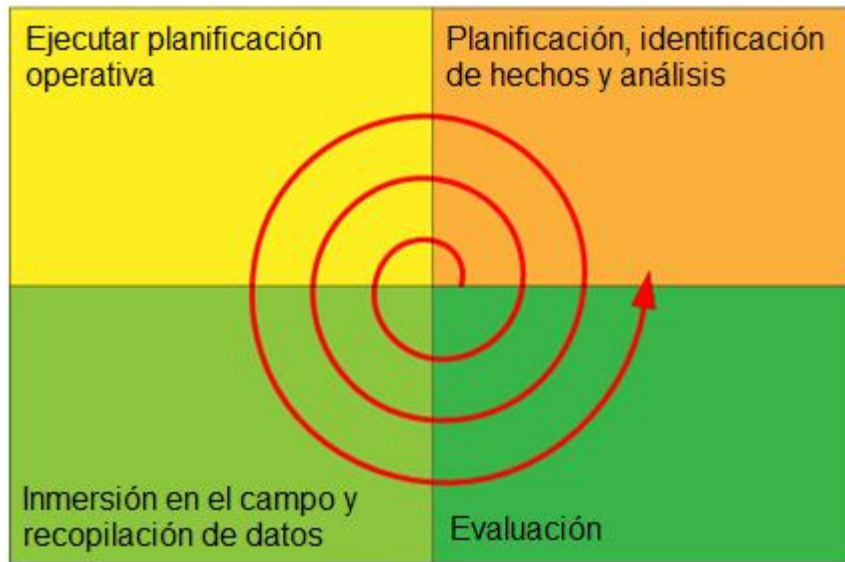 Ejecutar planificación
operativa
Planificación, identificación
de hechos y análisis
Inmersión en el campo y
recopilación de datos
Evaluación